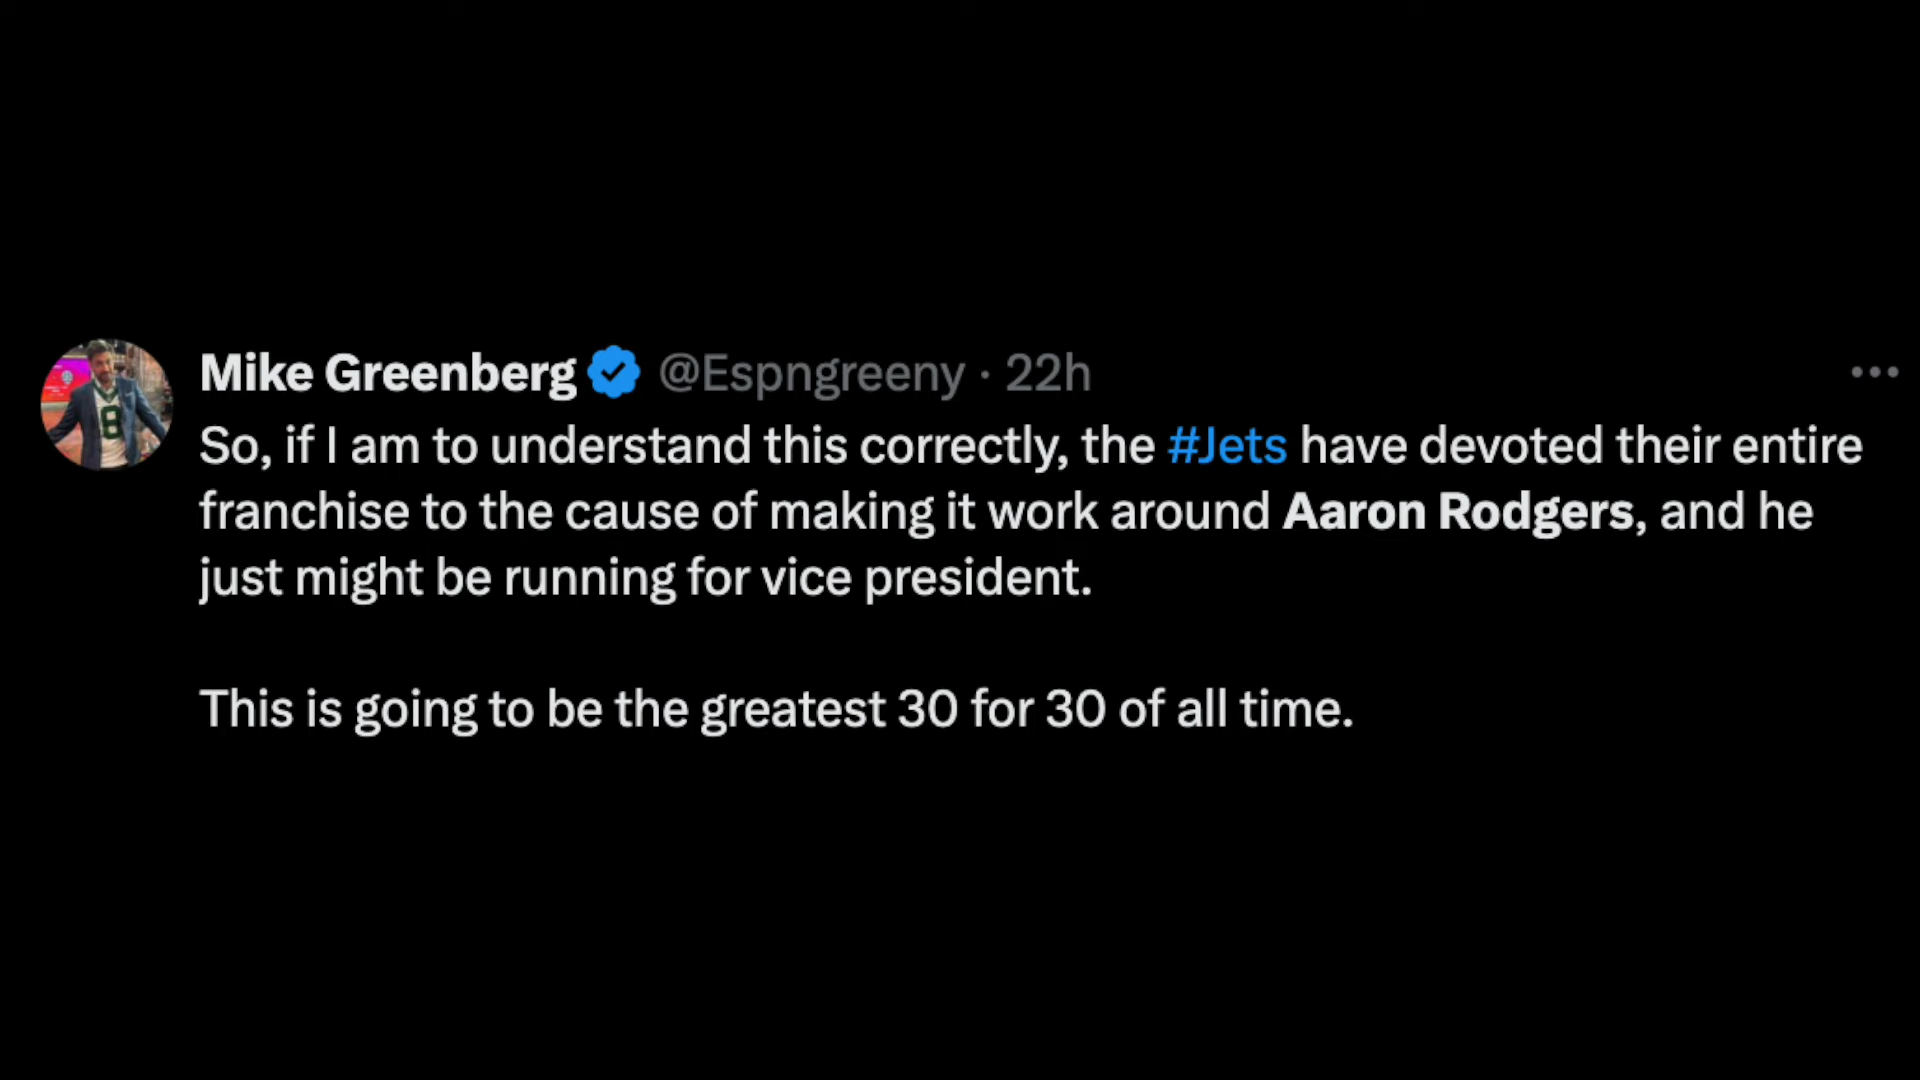 Mike Greenberg @Espngreeny · 22h
So, if I am to understand this correctly, the #Jets have devoted their entire
franchise to the cause of making it work around Aaron Rodgers, and he
just might be running for vice president.
This is going to be the greatest 30 for 30 of all time.
8